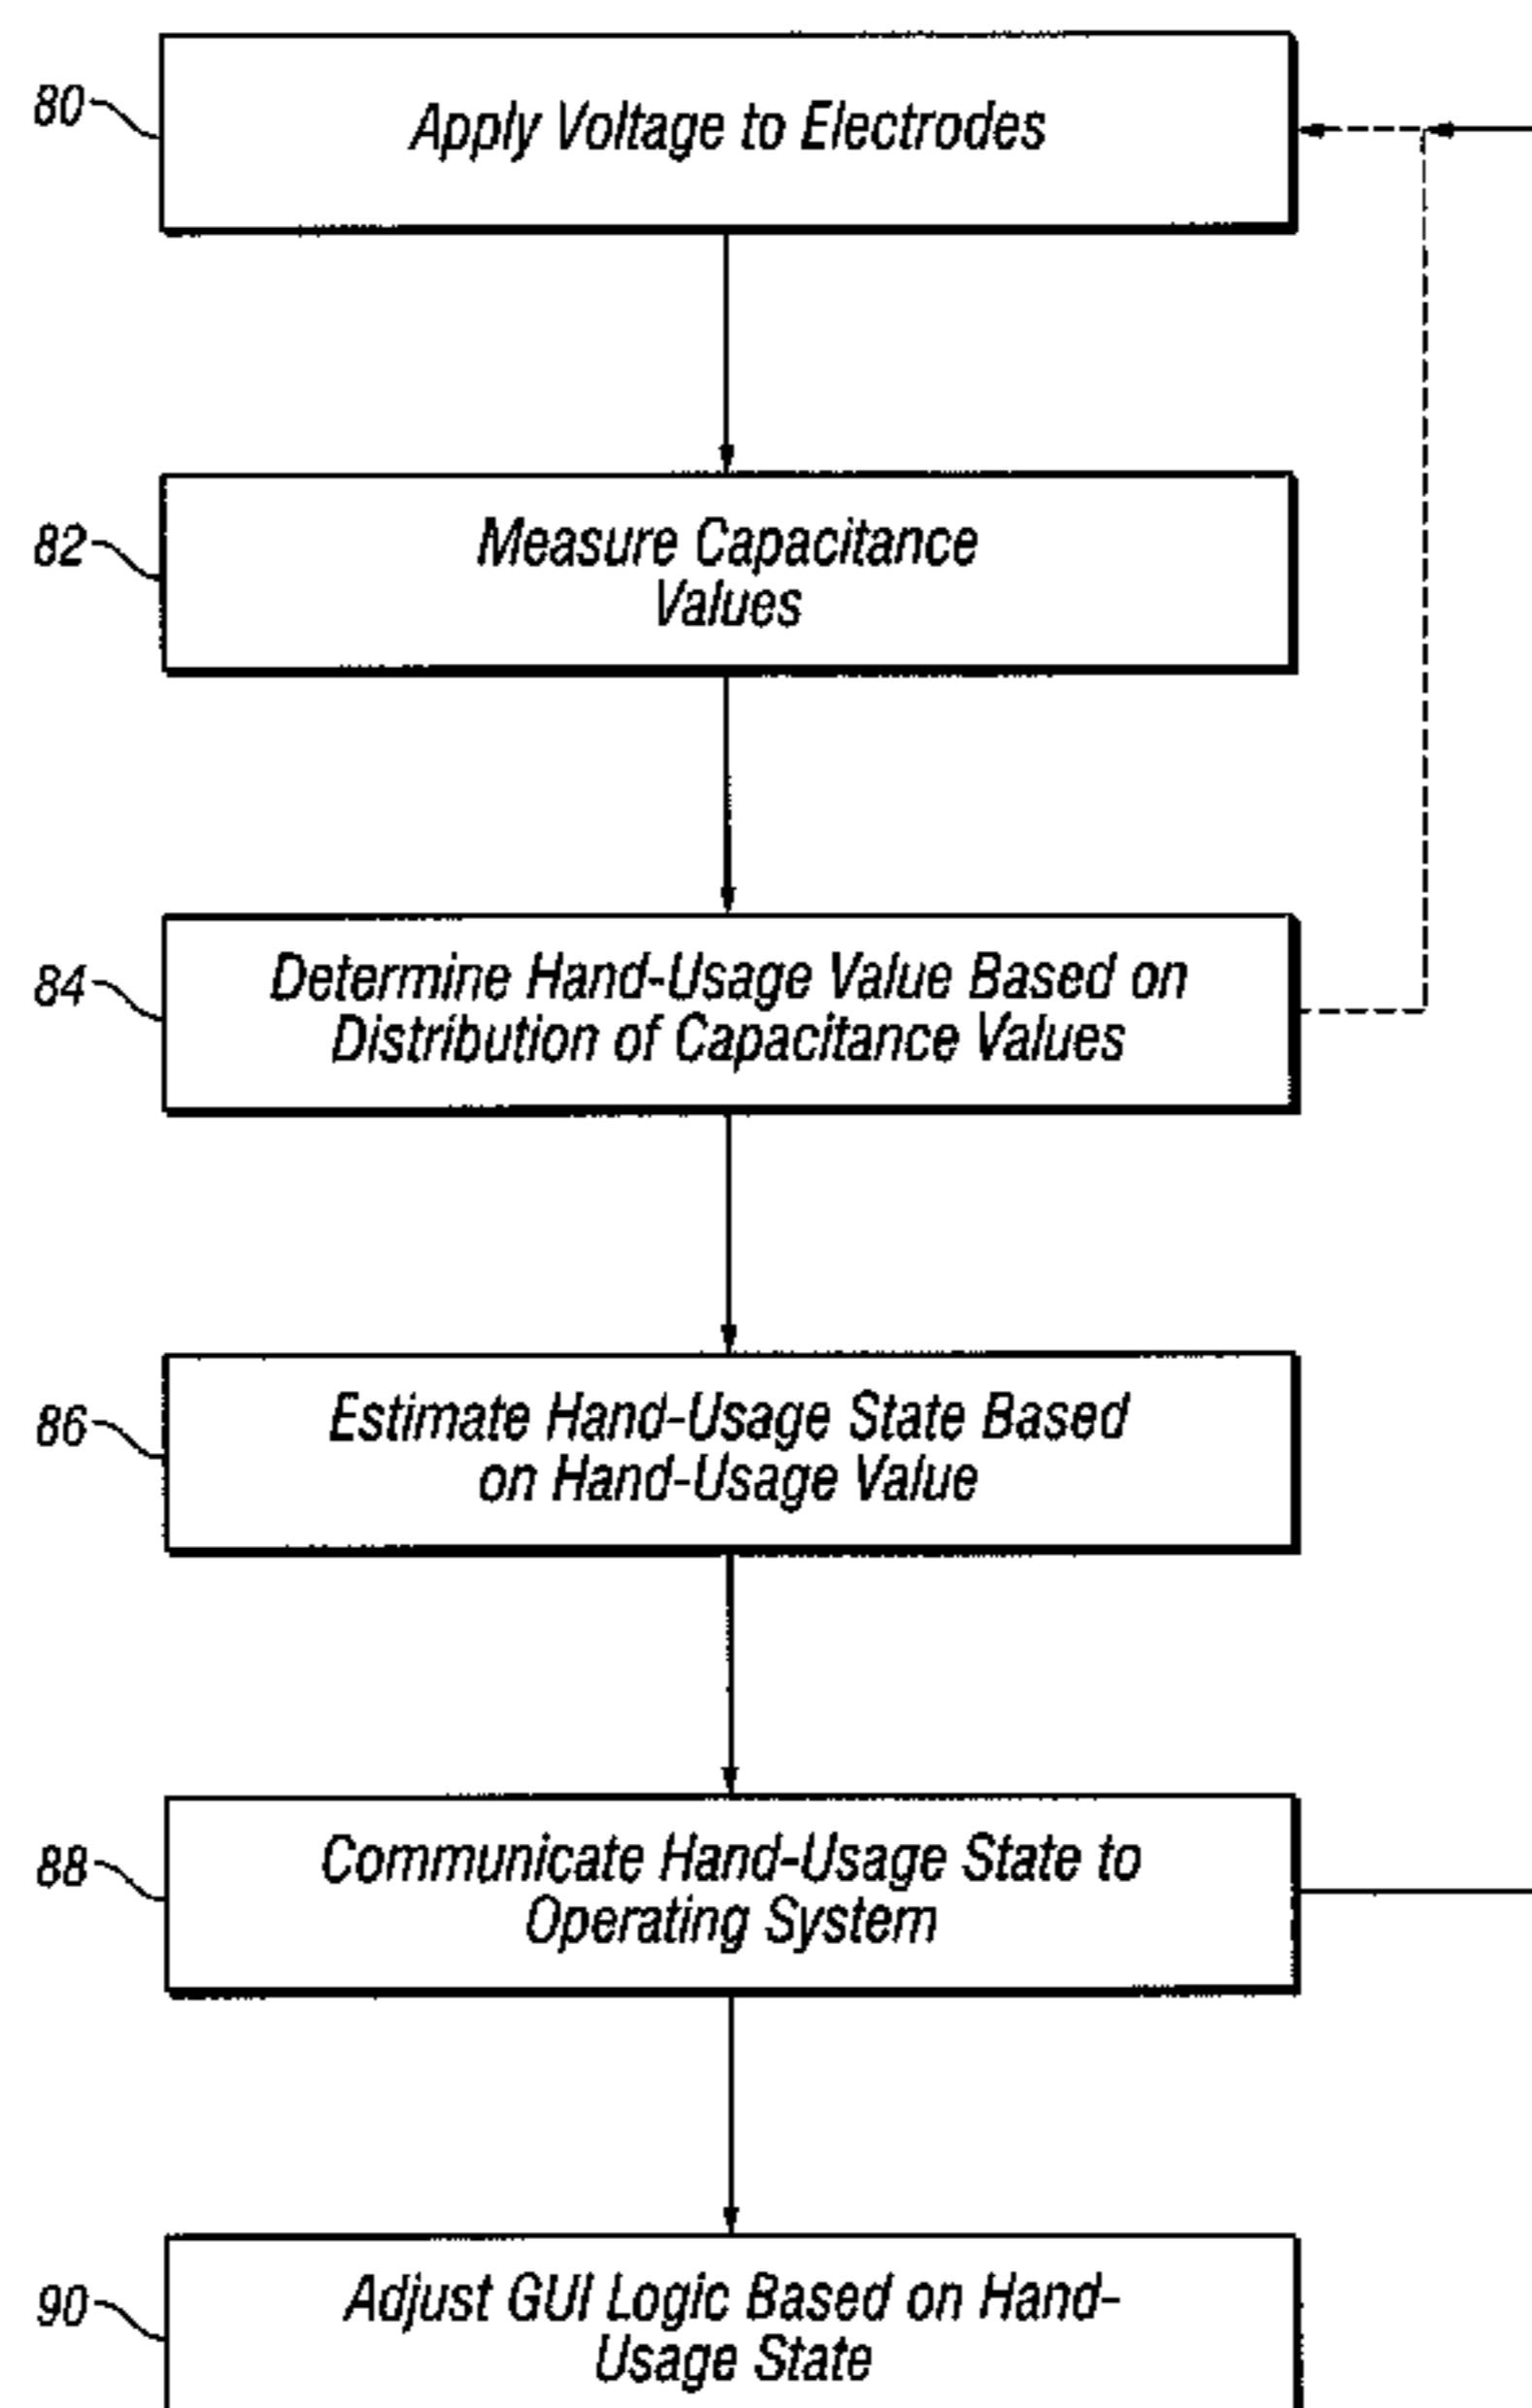 80
Apply Voltage to Electrodes
82
Measure Capacitance
Values
84
Determine Hand-Usage Value Based on
Distribution of Capacitance Values
86
Estimate Hand-Usage State Based
on Hand-Usage Value
88
Communicate Hand-Usage State to
Operating System
90
Adjust GUI Logic Based on Hand-
Usage State